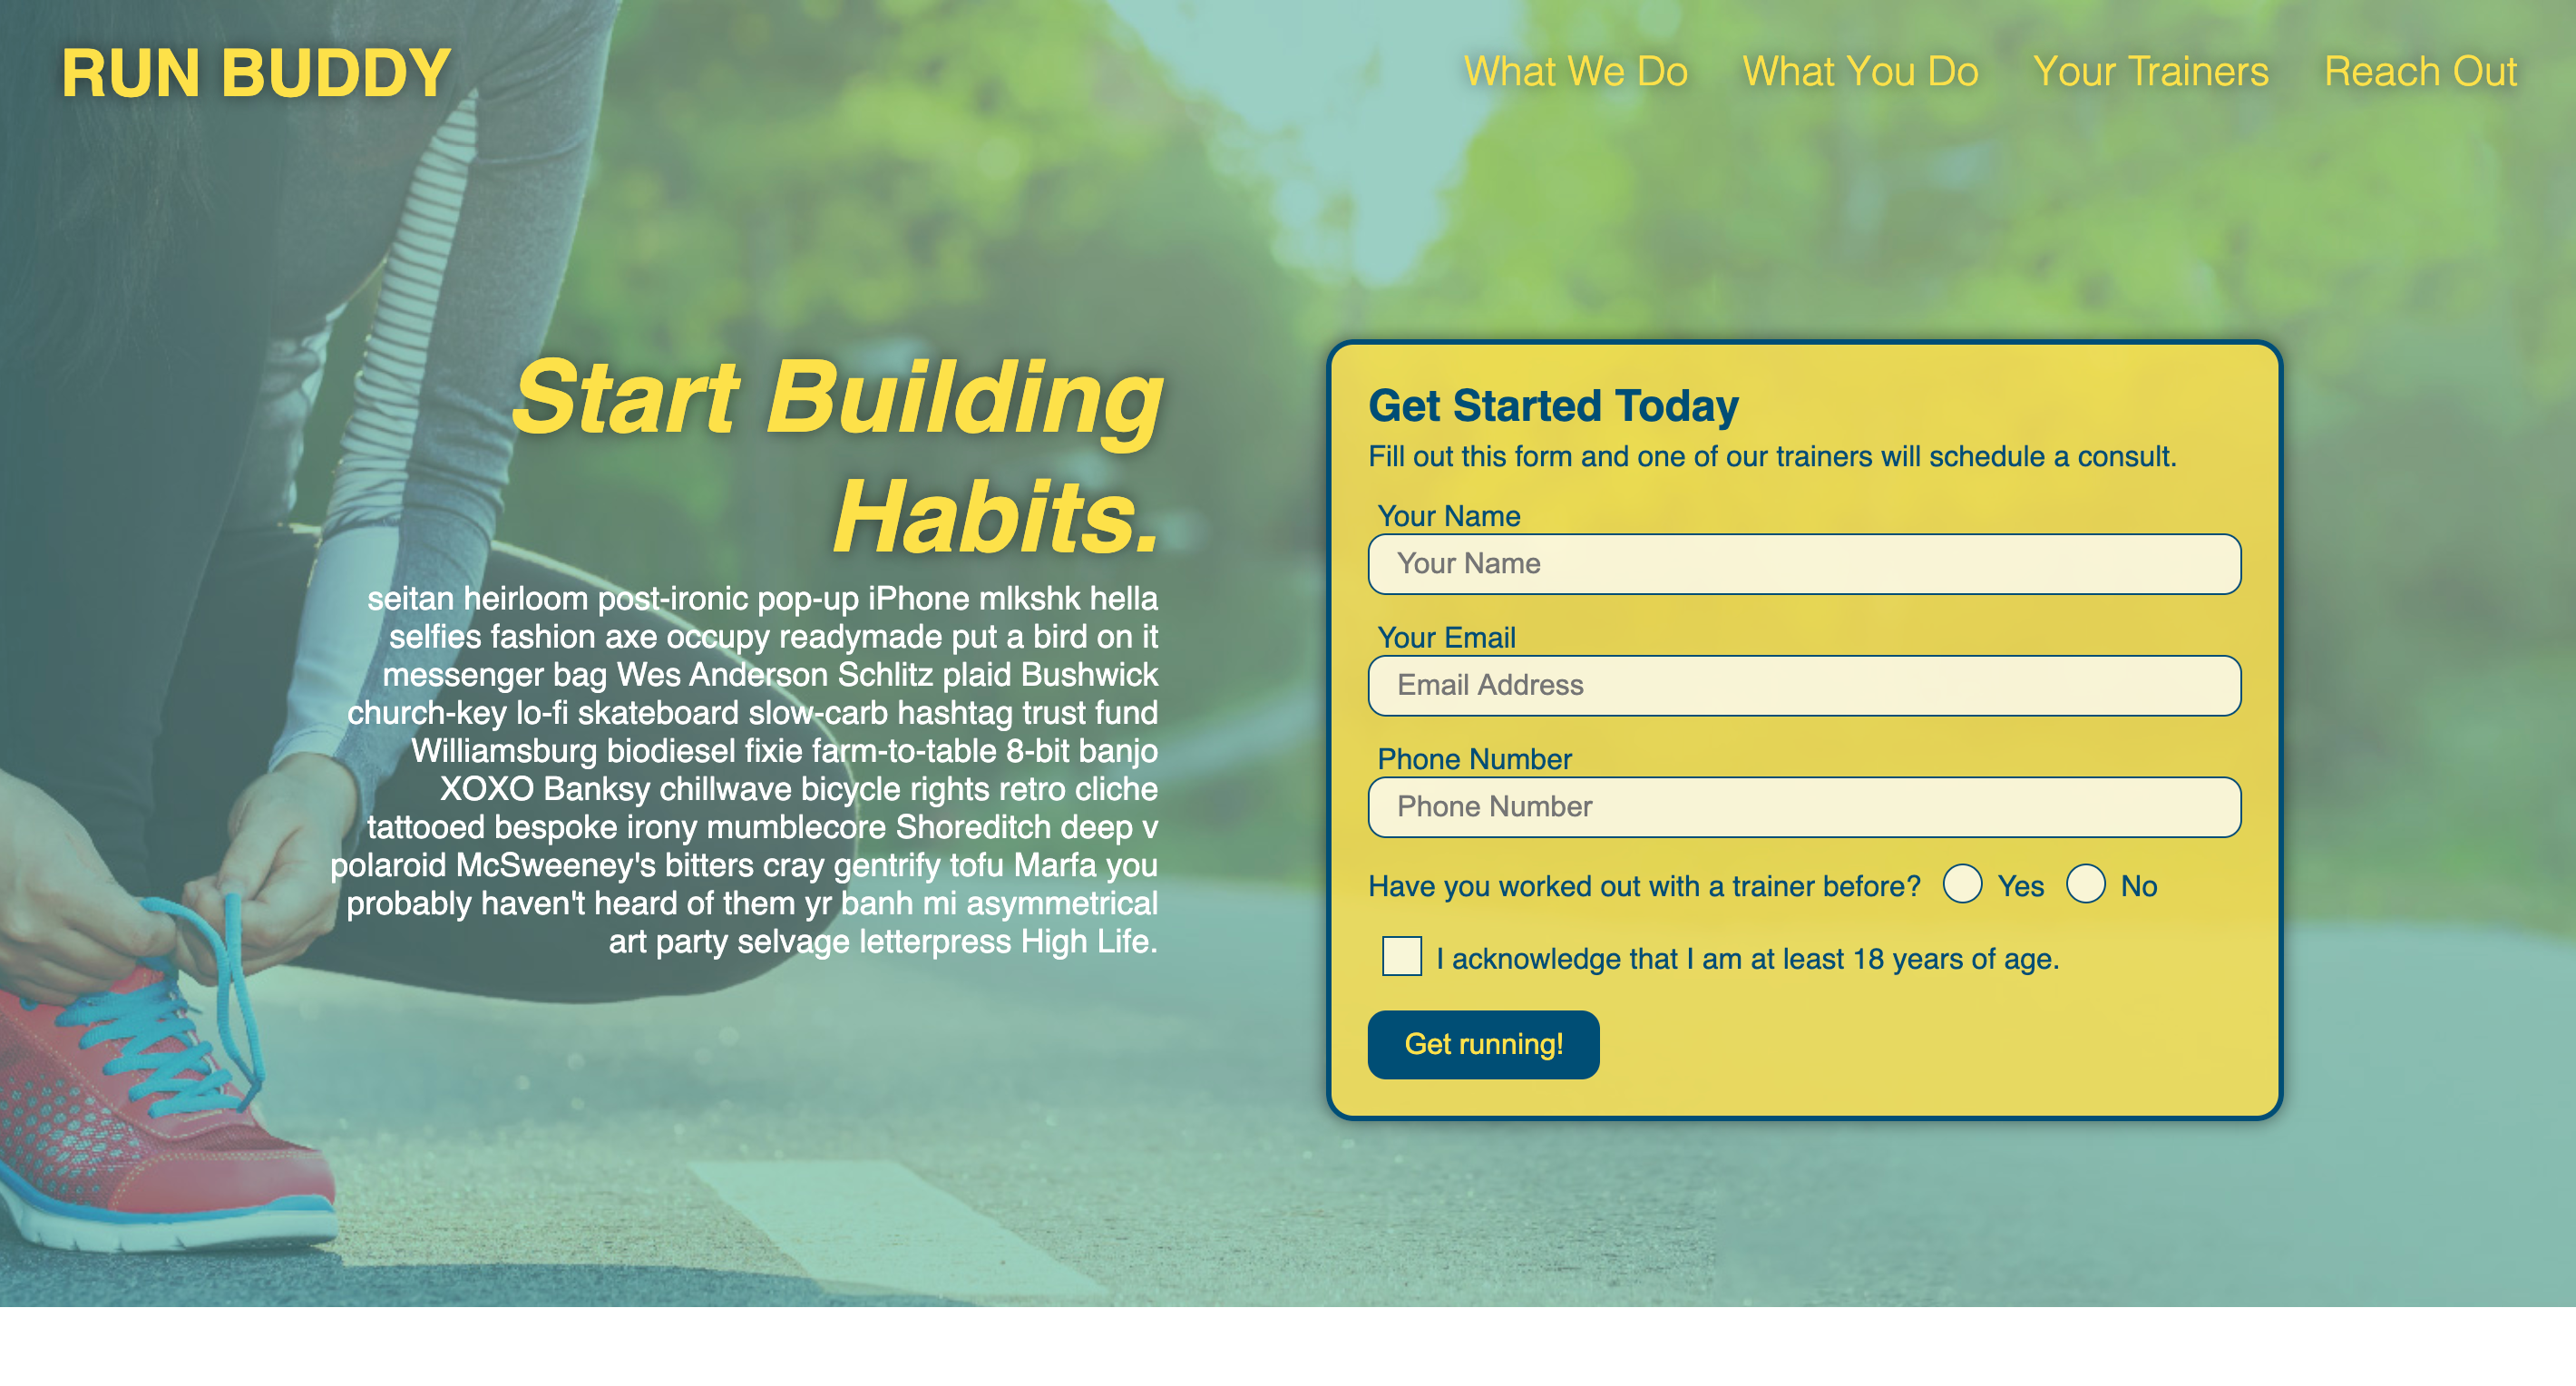 RUN BUDDY
What We Do What You Do Your Trainers Reach Out
Start Building
Habits.
seitan heirloom post-ironic pop-up iPhone mlkshk hella
selfies fashion axe occupy readymade put a bird on it
messenger bag Wes Anderson Schlitz plaid Bushwick
church-key lo-fi skateboard slow-carb hashtag trust fund
Williamsburg biodiesel fixie farm-to-table 8-bit banjo
XOXO Banksy chillwave bicycle rights retro cliche
tattooed bespoke irony mumblecore Shoreditch deep v
polaroid McSweeney's bitters cray gentrify tofu Marfa you
probably haven't heard of them yr banh mi asymmetrical
art party selvage letterpress High Life.
Get Started Today
Fill out this form and one of our trainers will schedule a consult.
Your Name
Your Name
Your Email
Email Address
Phone Number
Phone Number
Have you worked out with a trainer before? Yes No
I acknowledge that I am at least 18 years of age.
Get running!